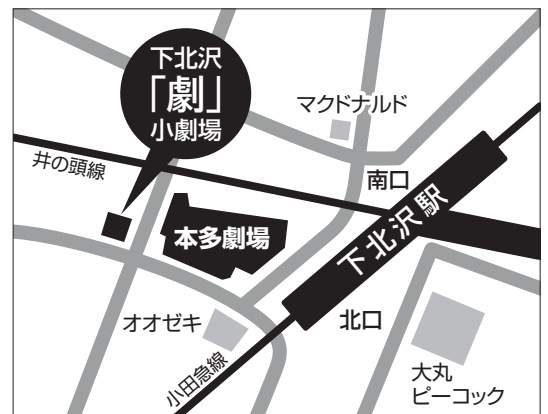 下北沢
「劇」
小劇場
マクドナルド
井の頭線
南口
本多劇場
下北沢駅
オオゼキ
北口
小田急線
大丸
ピーコック